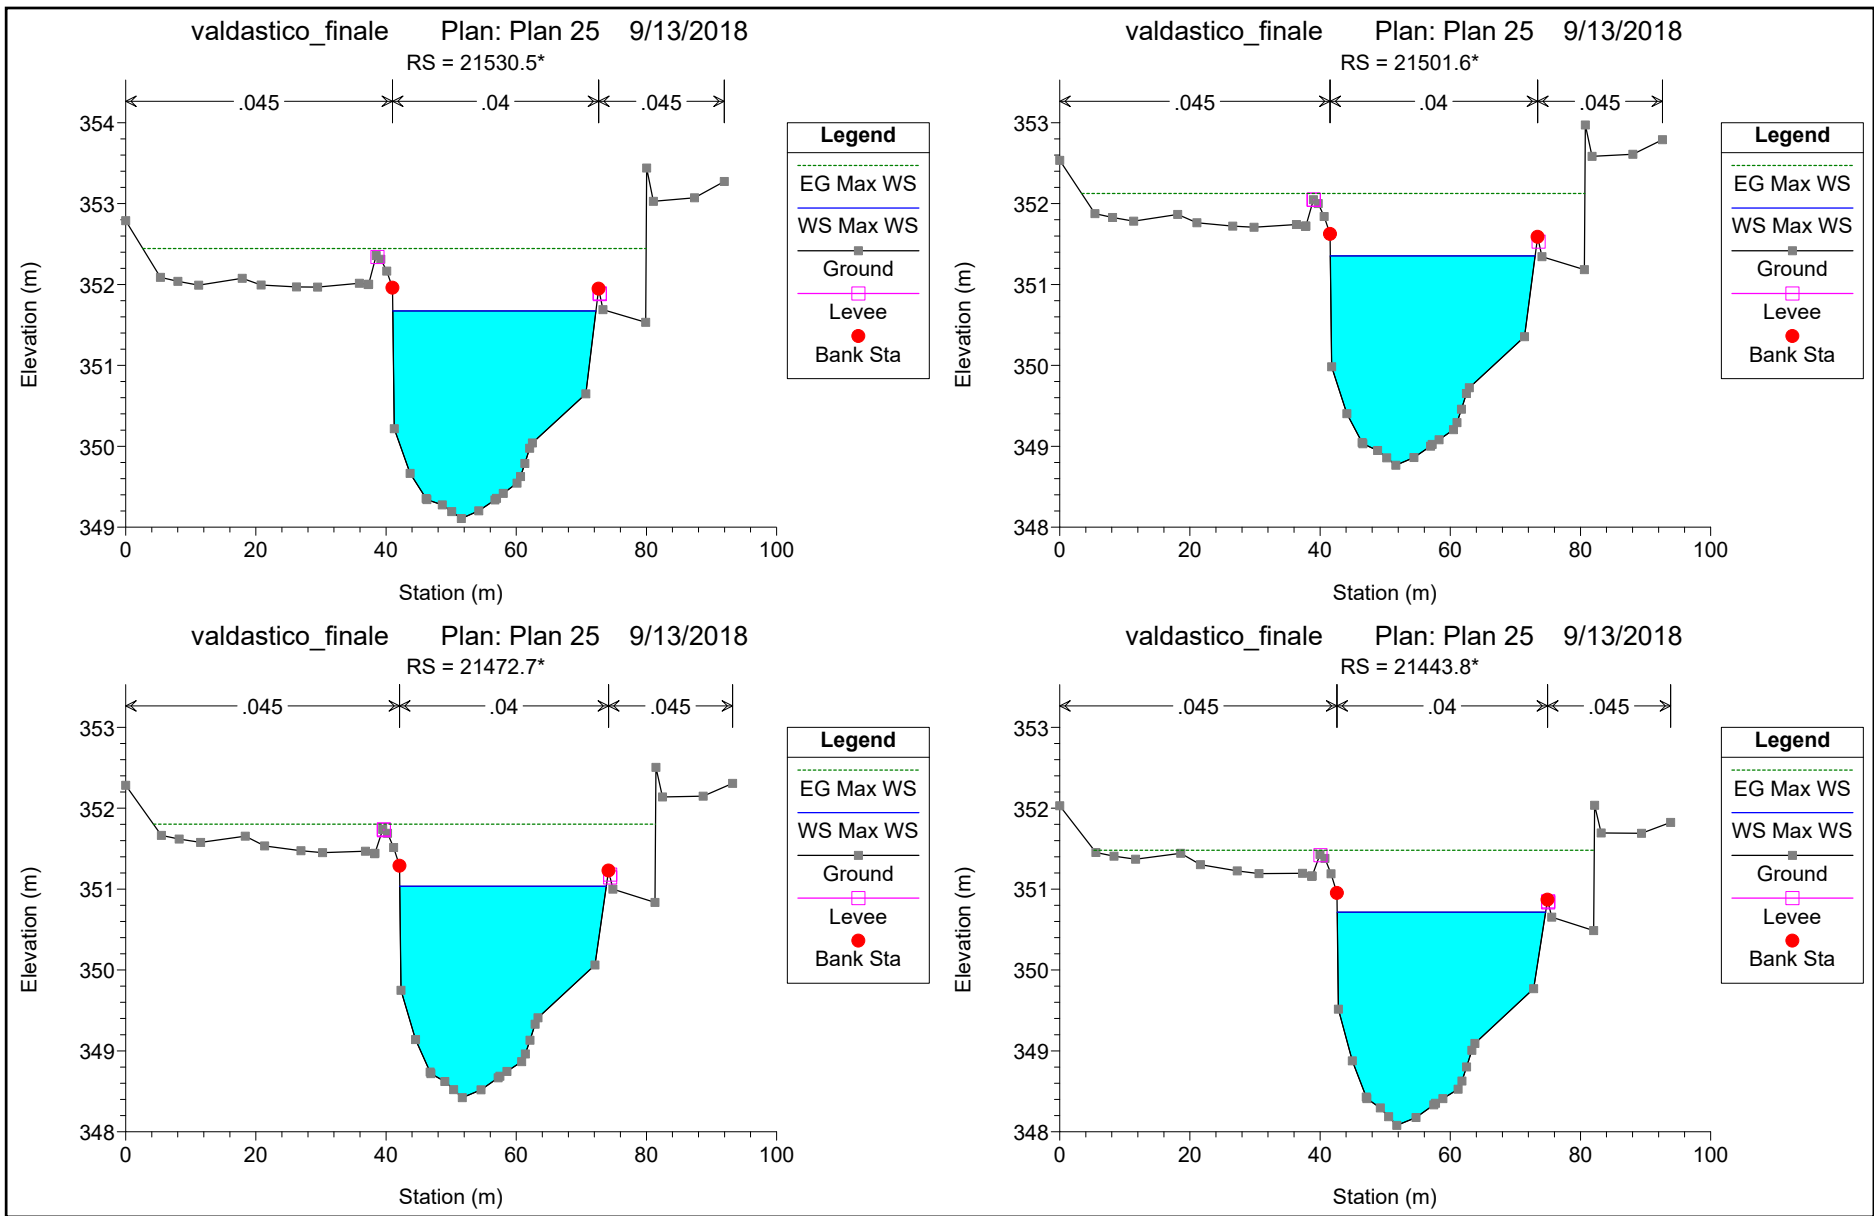 valdastico_finale Plan: Plan 25 9/13/2018
RS = 21530.5*
.045 .04 .045
354
353
352
351
350
349
0 20 40 60 80 100
Elevation (m)
Station (m)
Legend
EG Max WS
WS Max WS
Ground
Levee
Bank Sta
valdastico_finale Plan: Plan 25 9/13/2018
RS = 21501.6*
.045 .04 .045
353
352
351
350
349
348
0 20 40 60 80 100
Elevation (m)
Station (m)
Legend
EG Max WS
WS Max WS
Ground
Levee
Bank Sta
valdastico_finale Plan: Plan 25 9/13/2018
RS = 21472.7*
.045 .04 .045
353
352
351
350
349
348
0 20 40 60 80 100
Elevation (m)
Station (m)
Legend
EG Max WS
WS Max WS
Ground
Levee
Bank Sta
valdastico_finale Plan: Plan 25 9/13/2018
RS = 21443.8*
.045 .04 .045
353
352
351
350
349
348
0 20 40 60 80 100
Elevation (m)
Station (m)
Legend
EG Max WS
WS Max WS
Ground
Levee
Bank Sta